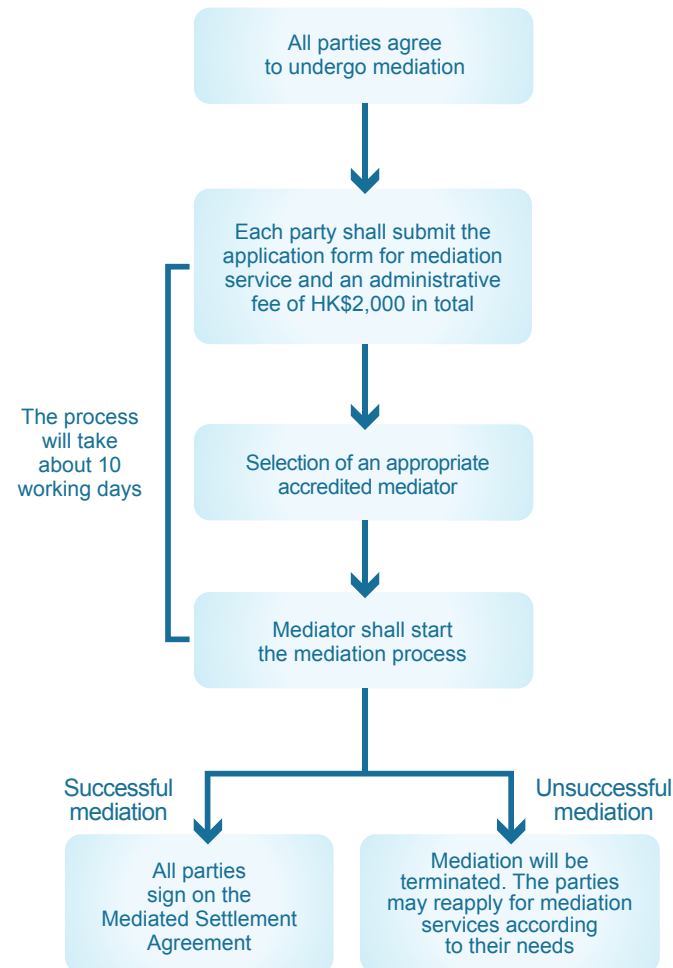 All parties agree
to undergo mediation
Each party shall submit the
application form for mediation
service and an administrative
fee of HK$2,000 in total
The process
will take
about 10
working days
Selection of an appropriate
accredited mediator
Mediator shall start
the mediation process
Successful
mediation
Unsuccessful
mediation
All parties
sign on the
Mediated Settlement
Agreement
Mediation will be
terminated. The parties
may reapply for mediation
services according
to their needs